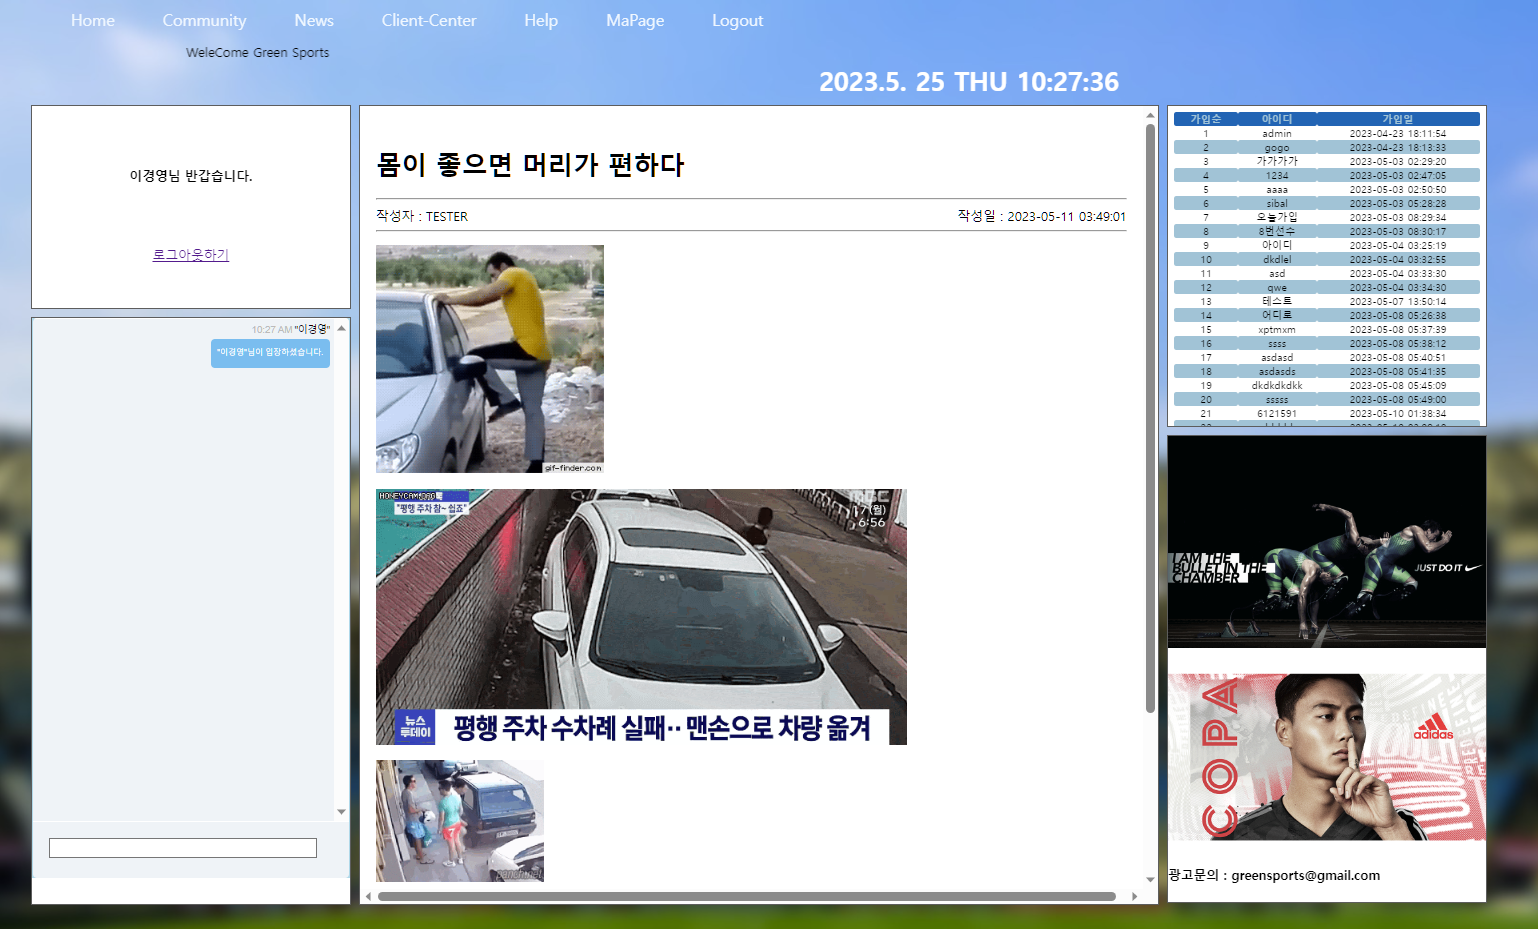 Home Community News Client-Center Help MaPage Logout
WeleCome Green Sports
2023.5. 25 THU 10:27:36
이경영님 반갑습니다.
로그아웃하기
10:27 AM "이경영"
"이경영"님이 입장하셨습니다.
몸이 좋으면 머리가 편하다
작성자 : TESTER 작성일 : 2023-05-11 03:49:01
gif-finder.com
"평행 주차 참~ 쉽죠"
MBC
17(월)
6:56
뉴스
투데이
평행 주차 수차례 실패‥ 맨손으로 차량 옮겨
가입순 아이디 가입일
1 admin 2023-04-23 18:11:54
2 gogo 2023-04-23 18:13:33
3 가가가가 2023-05-03 02:29:20
4 1234 2023-05-03 02:47:05
5 aaaa 2023-05-03 02:50:50
6 sibal 2023-05-03 05:28:28
7 오늘가입 2023-05-03 08:29:34
8 8번선수 2023-05-03 08:30:17
9 아이디 2023-05-04 03:25:19
10 dkdlel 2023-05-04 03:32:55
11 asd 2023-05-04 03:33:30
12 qwe 2023-05-04 03:34:30
13 테스트 2023-05-07 13:50:14
14 어디르 2023-05-08 05:26:38
15 xptmxm 2023-05-08 05:37:39
16 ssss 2023-05-08 05:38:12
17 asdasd 2023-05-08 05:40:51
18 asdasds 2023-05-08 05:41:35
19 dkdkdkdkk 2023-05-08 05:45:09
20 sssss 2023-05-08 05:49:00
21 6121591 2023-05-10 01:38:34
I AM THE
BULLET IN THE
CHAMBER
JUST DO IT
COPA
adidas
광고문의 : greensports@gmail.com